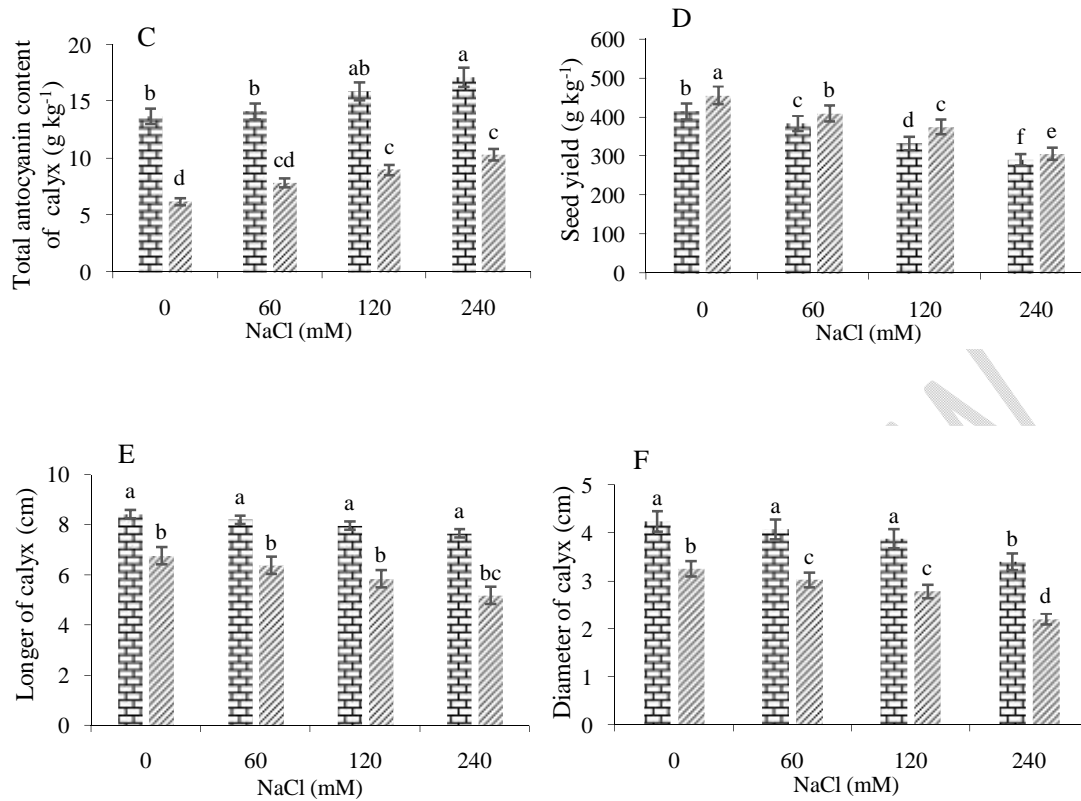 C
Total antocyanin content
of calyx (g kg⁻¹)
20
15
10
5
0
b
d
b
cd
ab
c
a
c
0
60
120
240
NaCl (mM)
D
Seed yield (g kg⁻¹)
600
500
400
300
200
100
0
b
a
c
b
d
c
f
e
0
60
120
240
NaCl (mM)
E
Longer of calyx (cm)
10
8
6
4
2
0
a
b
a
b
a
b
a
bc
0
60
120
240
NaCl (mM)
F
Diameter of calyx (cm)
5
4
3
2
1
0
a
b
a
c
a
c
b
d
0
60
120
240
NaCl (mM)